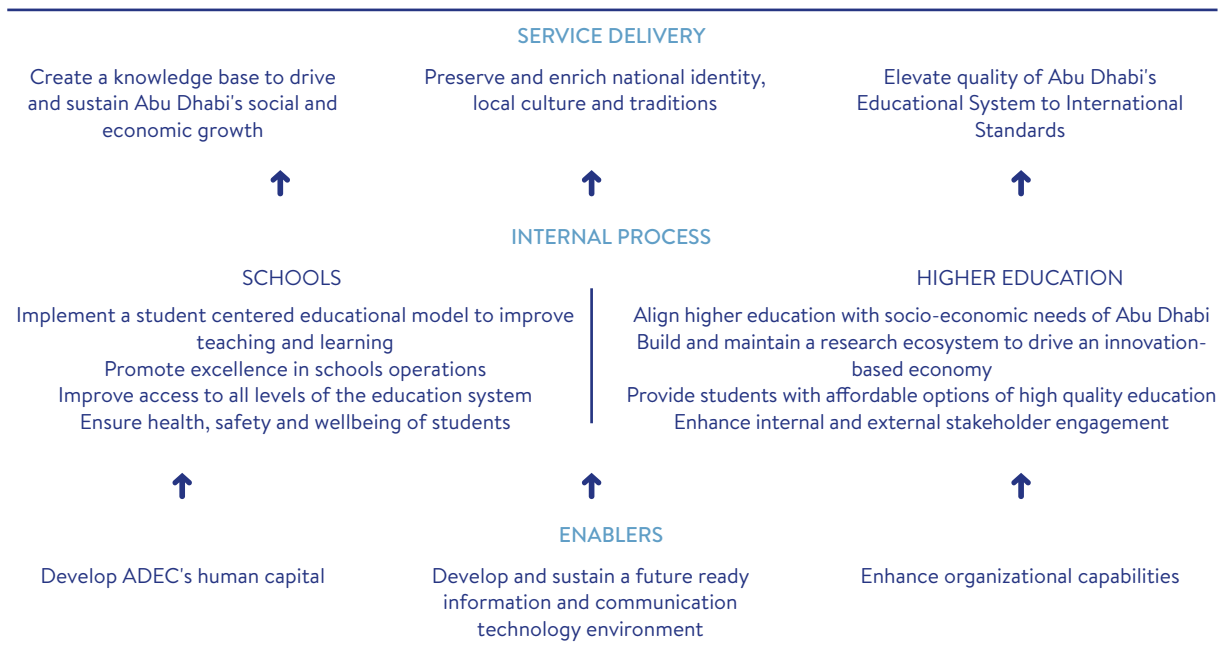 SERVICE DELIVERY
Create a knowledge base to drive
and sustain Abu Dhabi's social and
economic growth
Preserve and enrich national identity,
local culture and traditions
Elevate quality of Abu Dhabi's
Educational System to International
Standards
INTERNAL PROCESS
SCHOOLS
Implement a student centered educational model to improve
teaching and learning
Promote excellence in schools operations
Improve access to all levels of the education system
Ensure health, safety and wellbeing of students
HIGHER EDUCATION
Align higher education with socio-economic needs of Abu Dhabi
Build and maintain a research ecosystem to drive an innovation-
based economy
Provide students with affordable options of high quality education
Enhance internal and external stakeholder engagement
ENABLERS
Develop ADEC's human capital
Develop and sustain a future ready
information and communication
technology environment
Enhance organizational capabilities